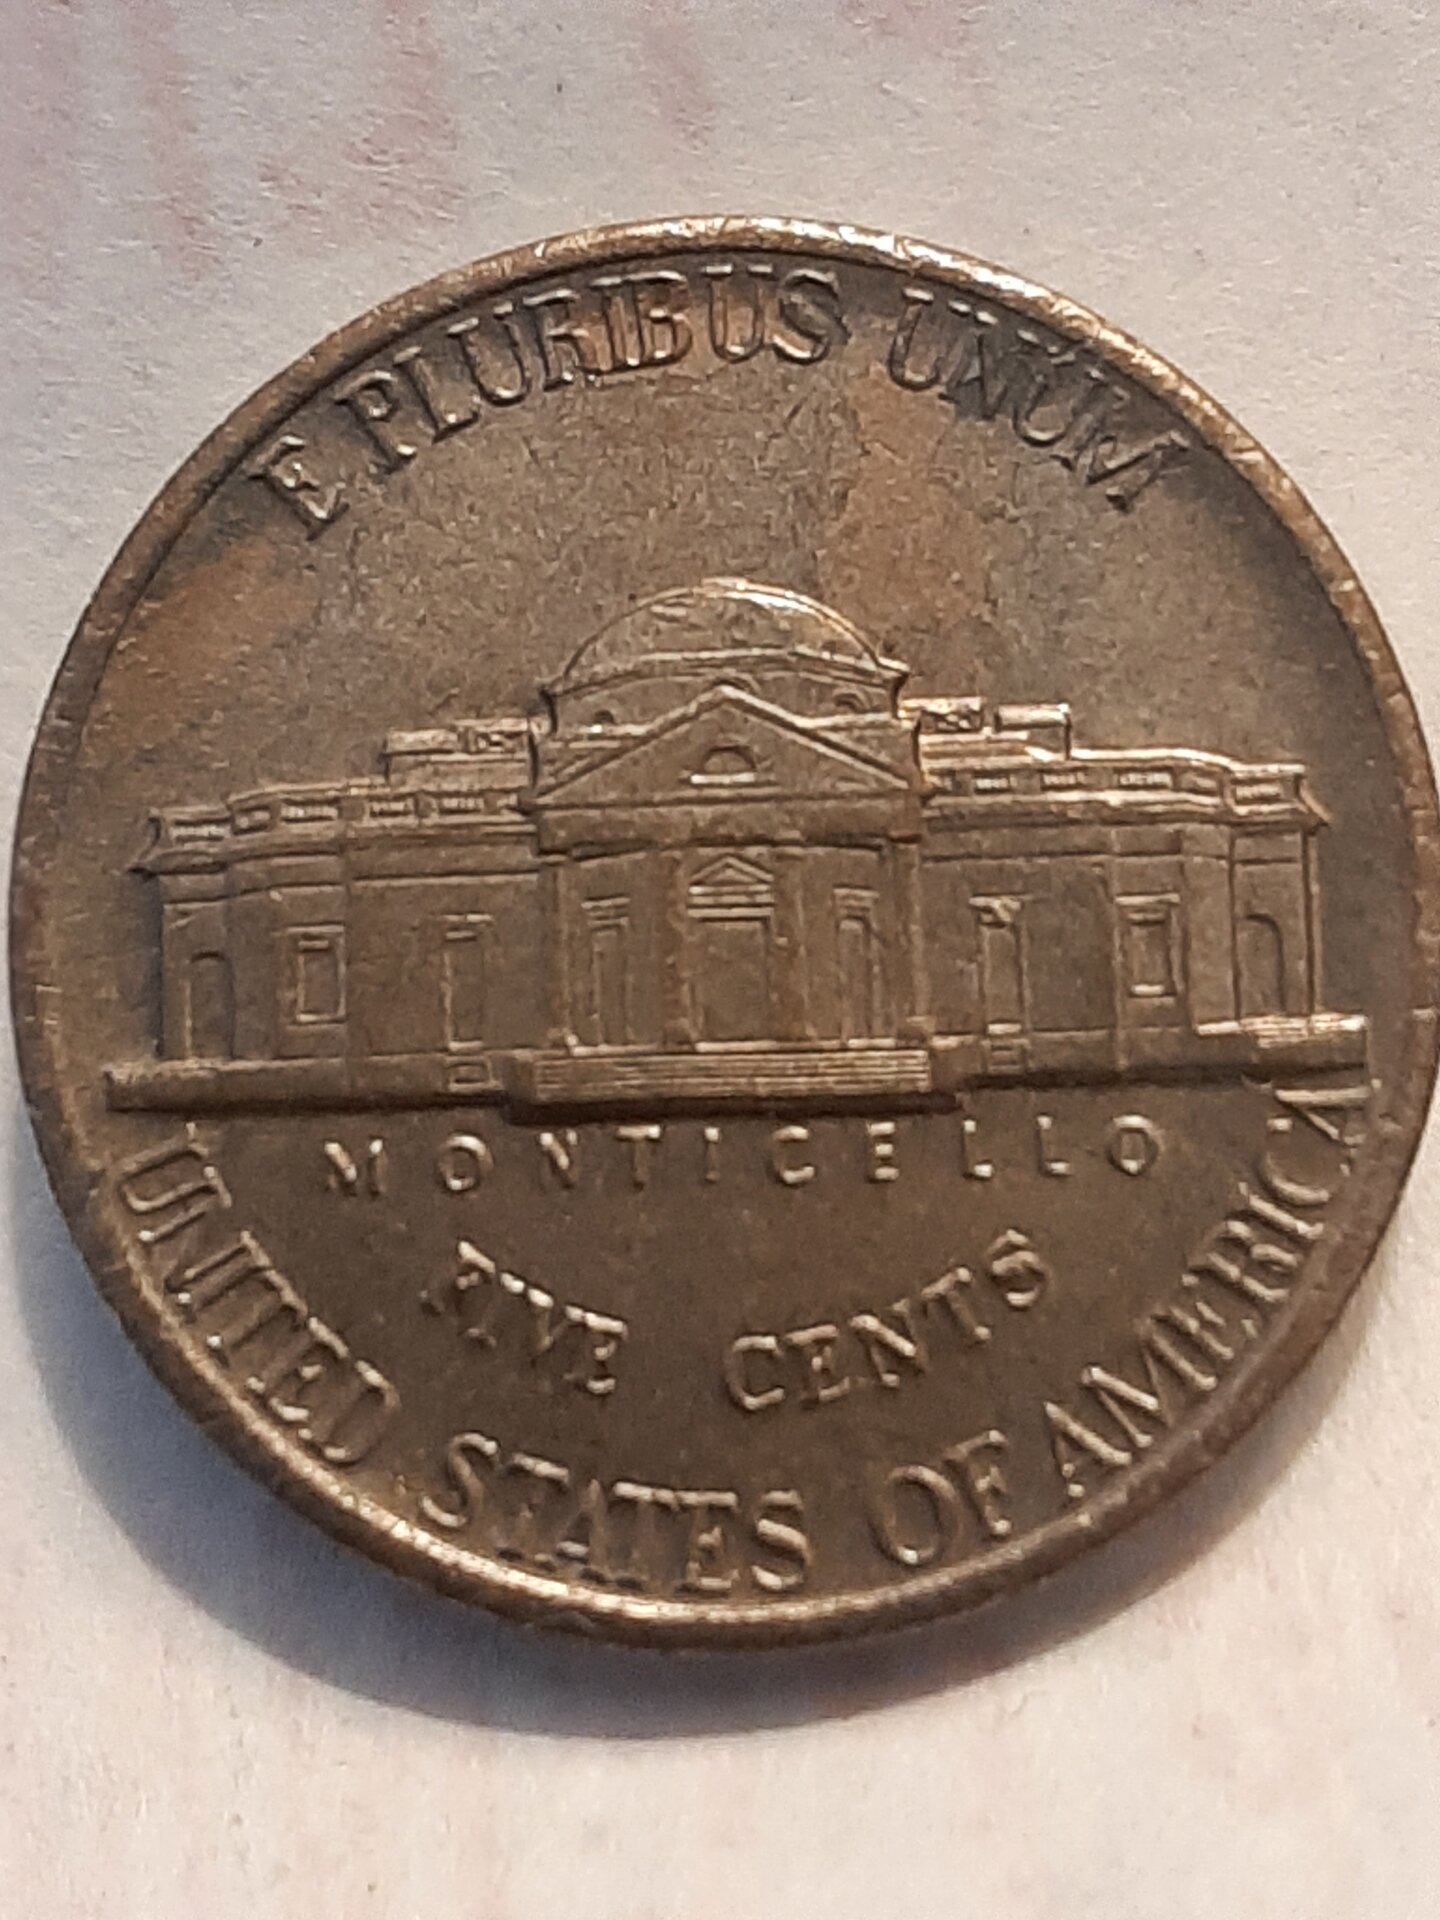 E PLURIBUS UNUM
MONTICELLO
FIVE CENTS
UNITED STATES OF AMERICA